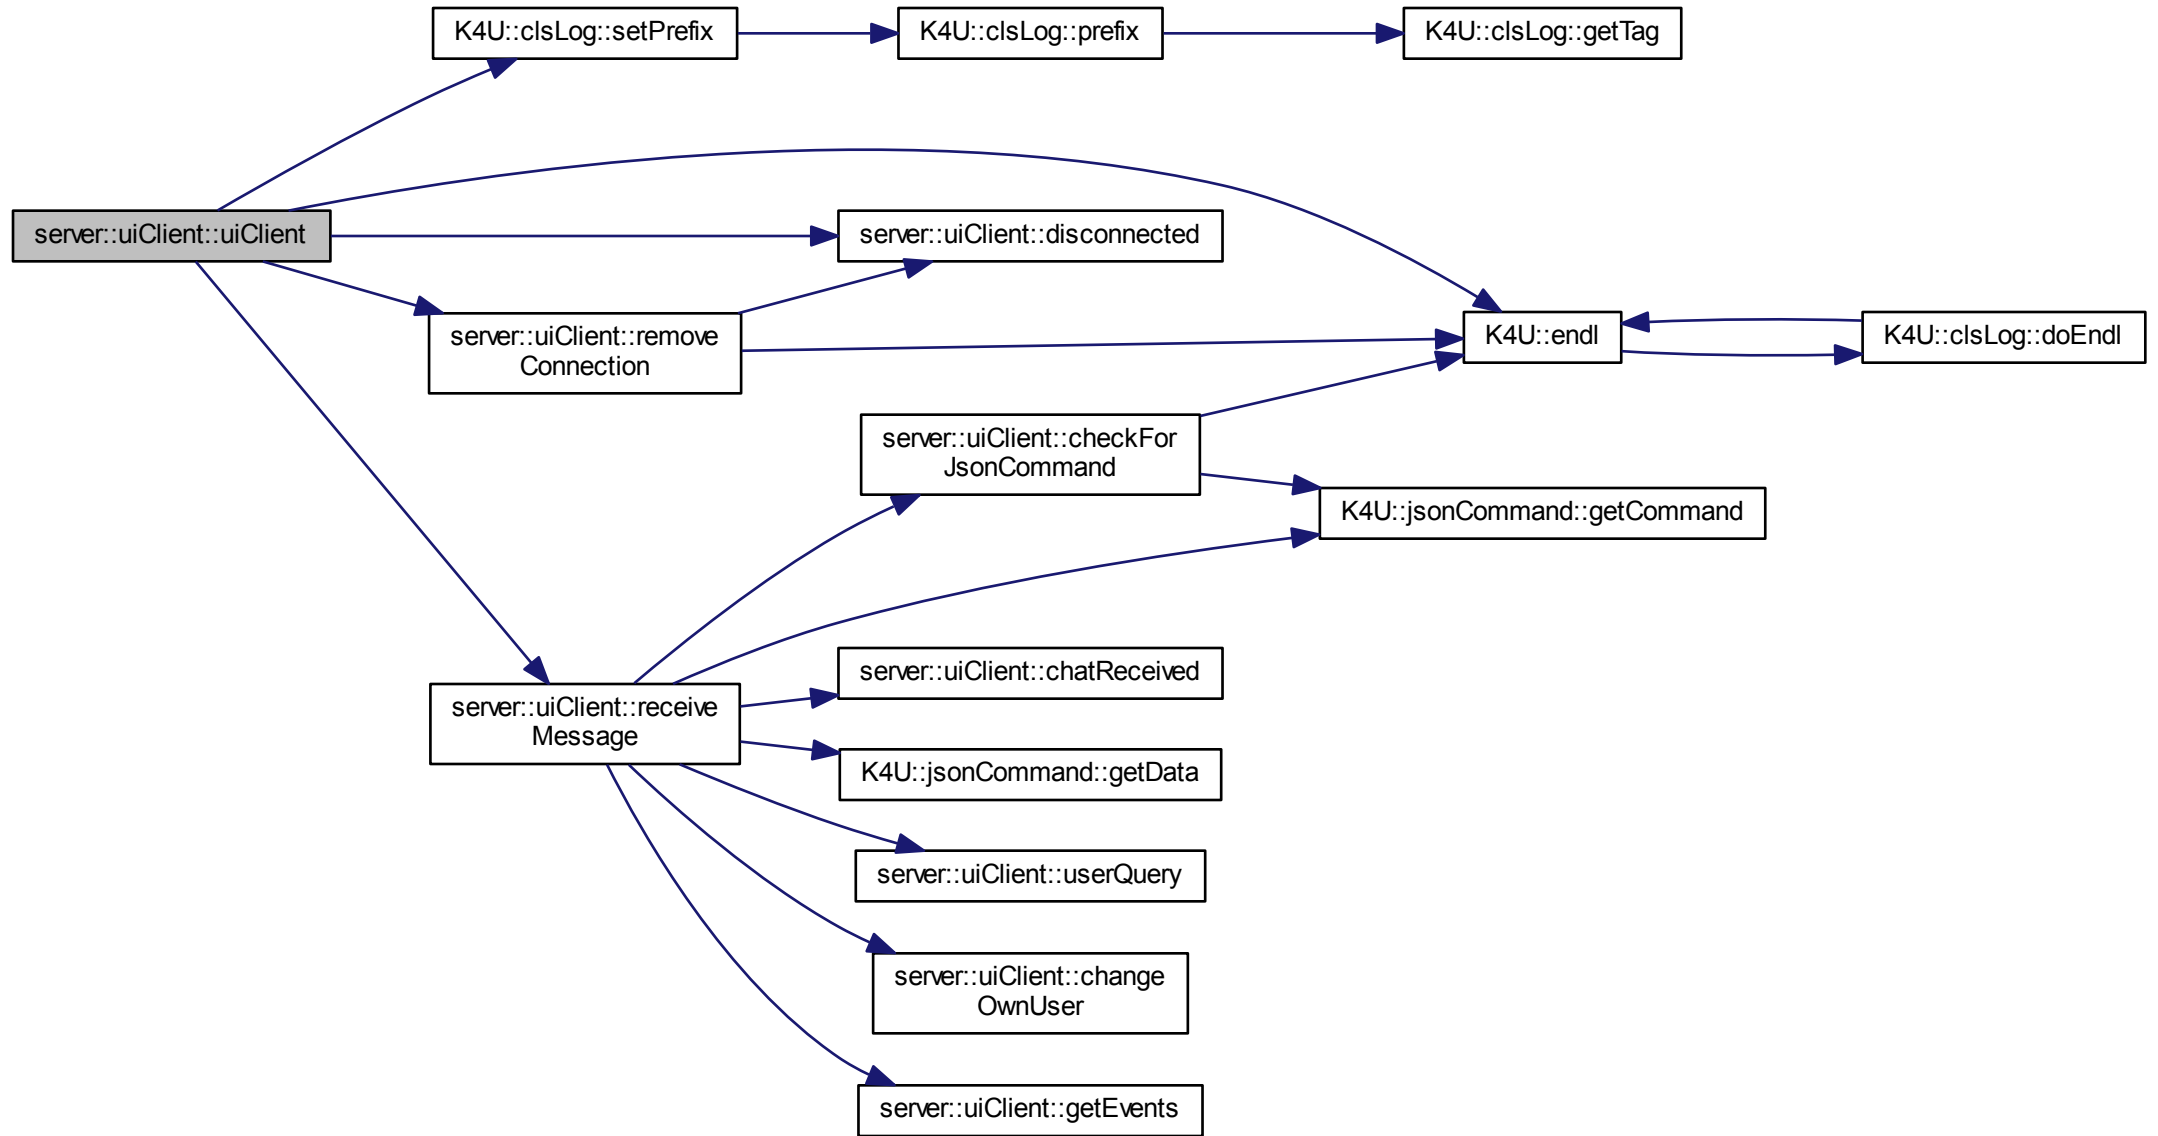 K4U::clsLog::setPrefix
K4U::clsLog::prefix
K4U::clsLog::getTag
server::uiClient::uiClient
server::uiClient::disconnected
server::uiClient::remove
Connection
K4U::endl
K4U::clsLog::doEndl
server::uiClient::checkFor
JsonCommand
K4U::jsonCommand::getCommand
server::uiClient::receive
Message
server::uiClient::chatReceived
K4U::jsonCommand::getData
server::uiClient::userQuery
server::uiClient::change
OwnUser
server::uiClient::getEvents